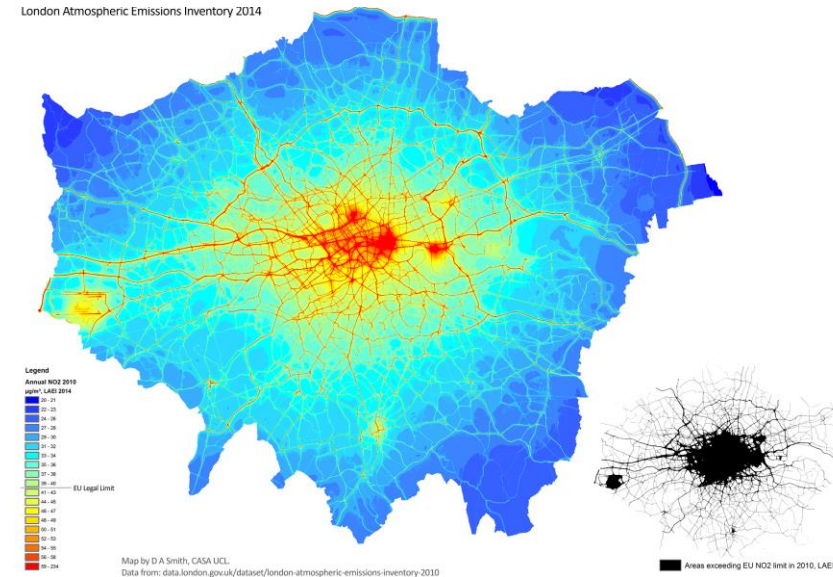 London Atmospheric Emissions Inventory 2014
Legend
Annual NO2 2010
µg/m³, LAEI 2014
20 - 21
22 - 23
24 - 26
27 - 28
29 - 30
31 - 32
33 - 34
35 - 36
37 - 38
39 - 40
EU Legal Limit
41 - 43
44 - 45
46 - 47
48 - 49
50 - 51
52 - 53
54 - 55
56 - 58
59 - 234
Map by D A Smith, CASA UCL.
Data from: data.london.gov.uk/dataset/london-atmospheric-emissions-inventory-2010
Areas exceeding EU NO2 limit in 2010, LAEI